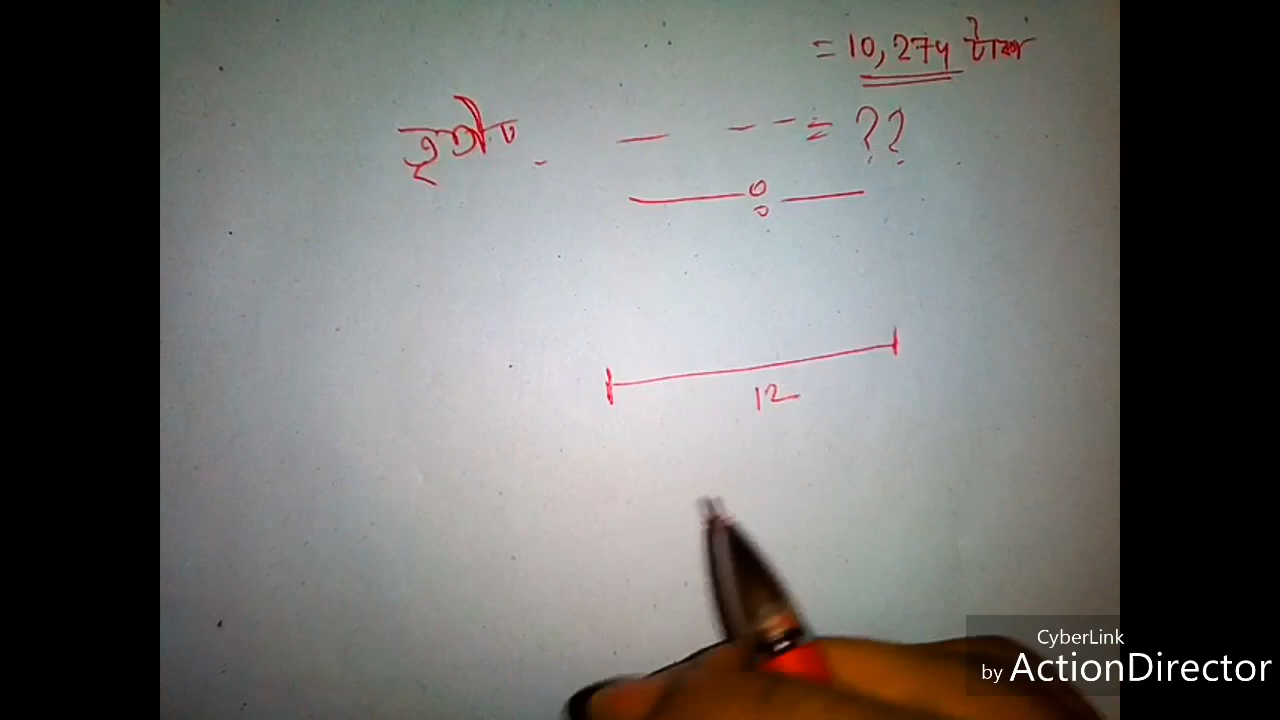 = 10,274 টাকা
তৃতীয় - - - = ??
12
CyberLink
by ActionDirector